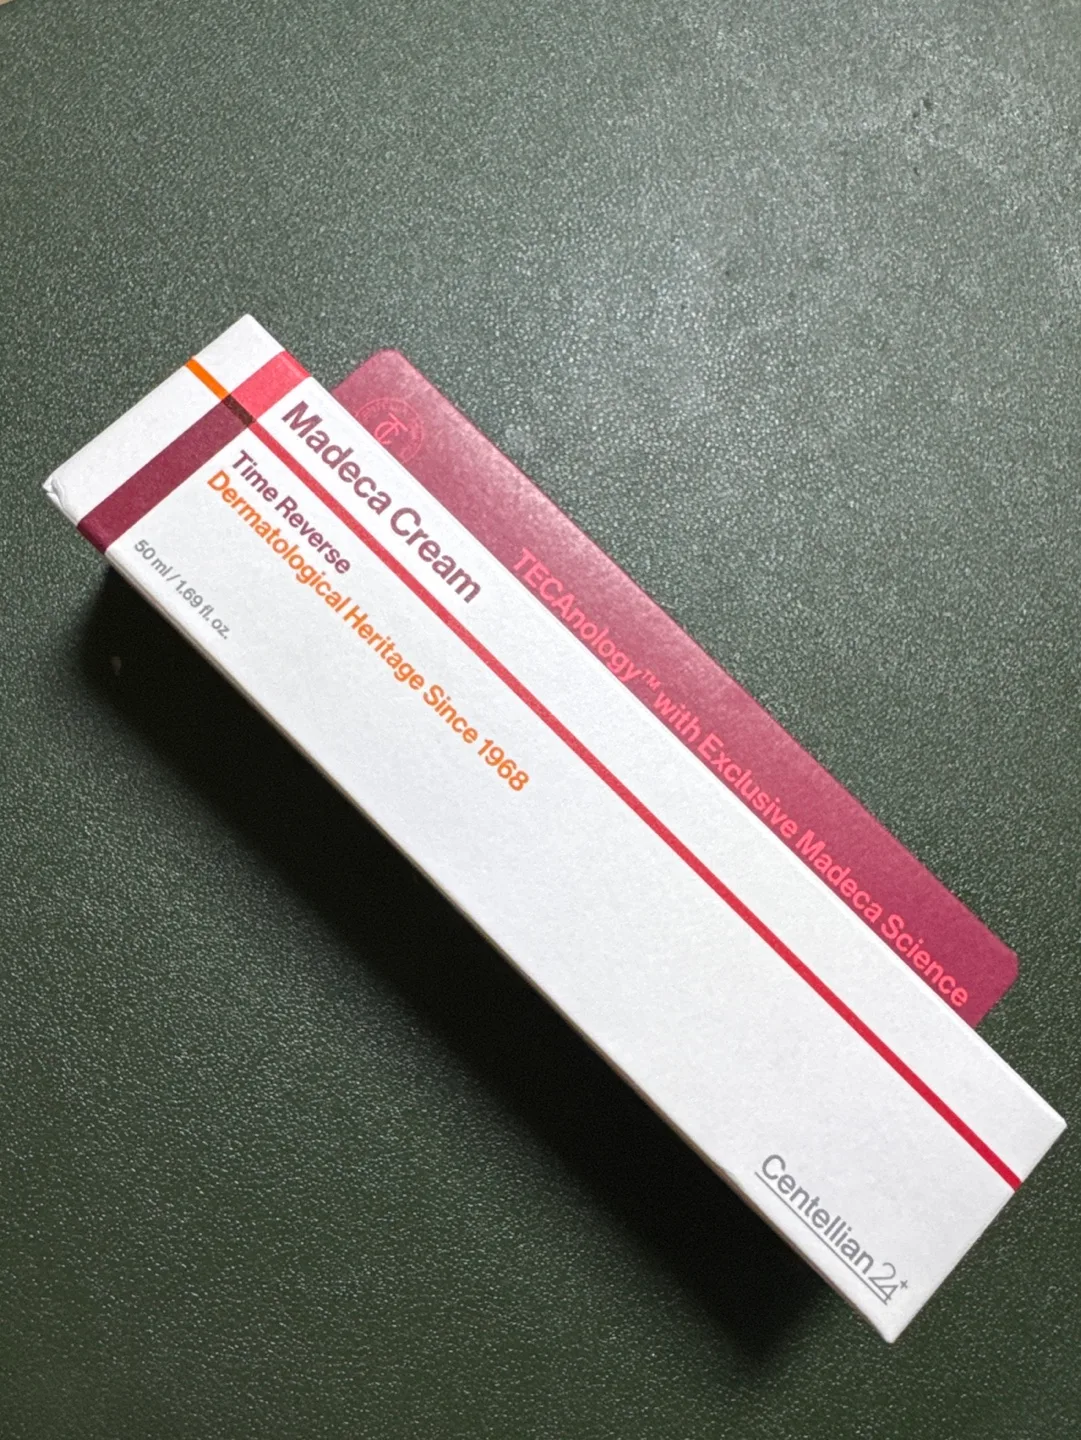 Madeca Cream
Time Reverse
Dermatological Heritage Since 1968
50 ml / 1.69 fl. oz.
TECAnology™ with Exclusive Madeca Science
Centellian24+